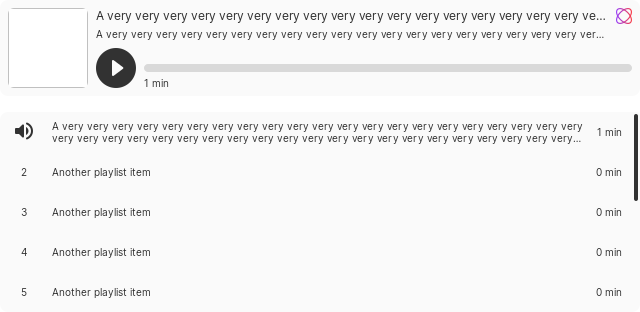 A very very very very very very very very very very very very very very very very very ve...
A very very very very very very very very very very very very very very very very very very very ver...
1 min
A very very very very very very very very very very very very very very very very very very very very very
very very very very very very very very very very very very very very very very very very very very very...
1 min
2 Another playlist item 0 min
3 Another playlist item 0 min
4 Another playlist item 0 min
5 Another playlist item 0 min